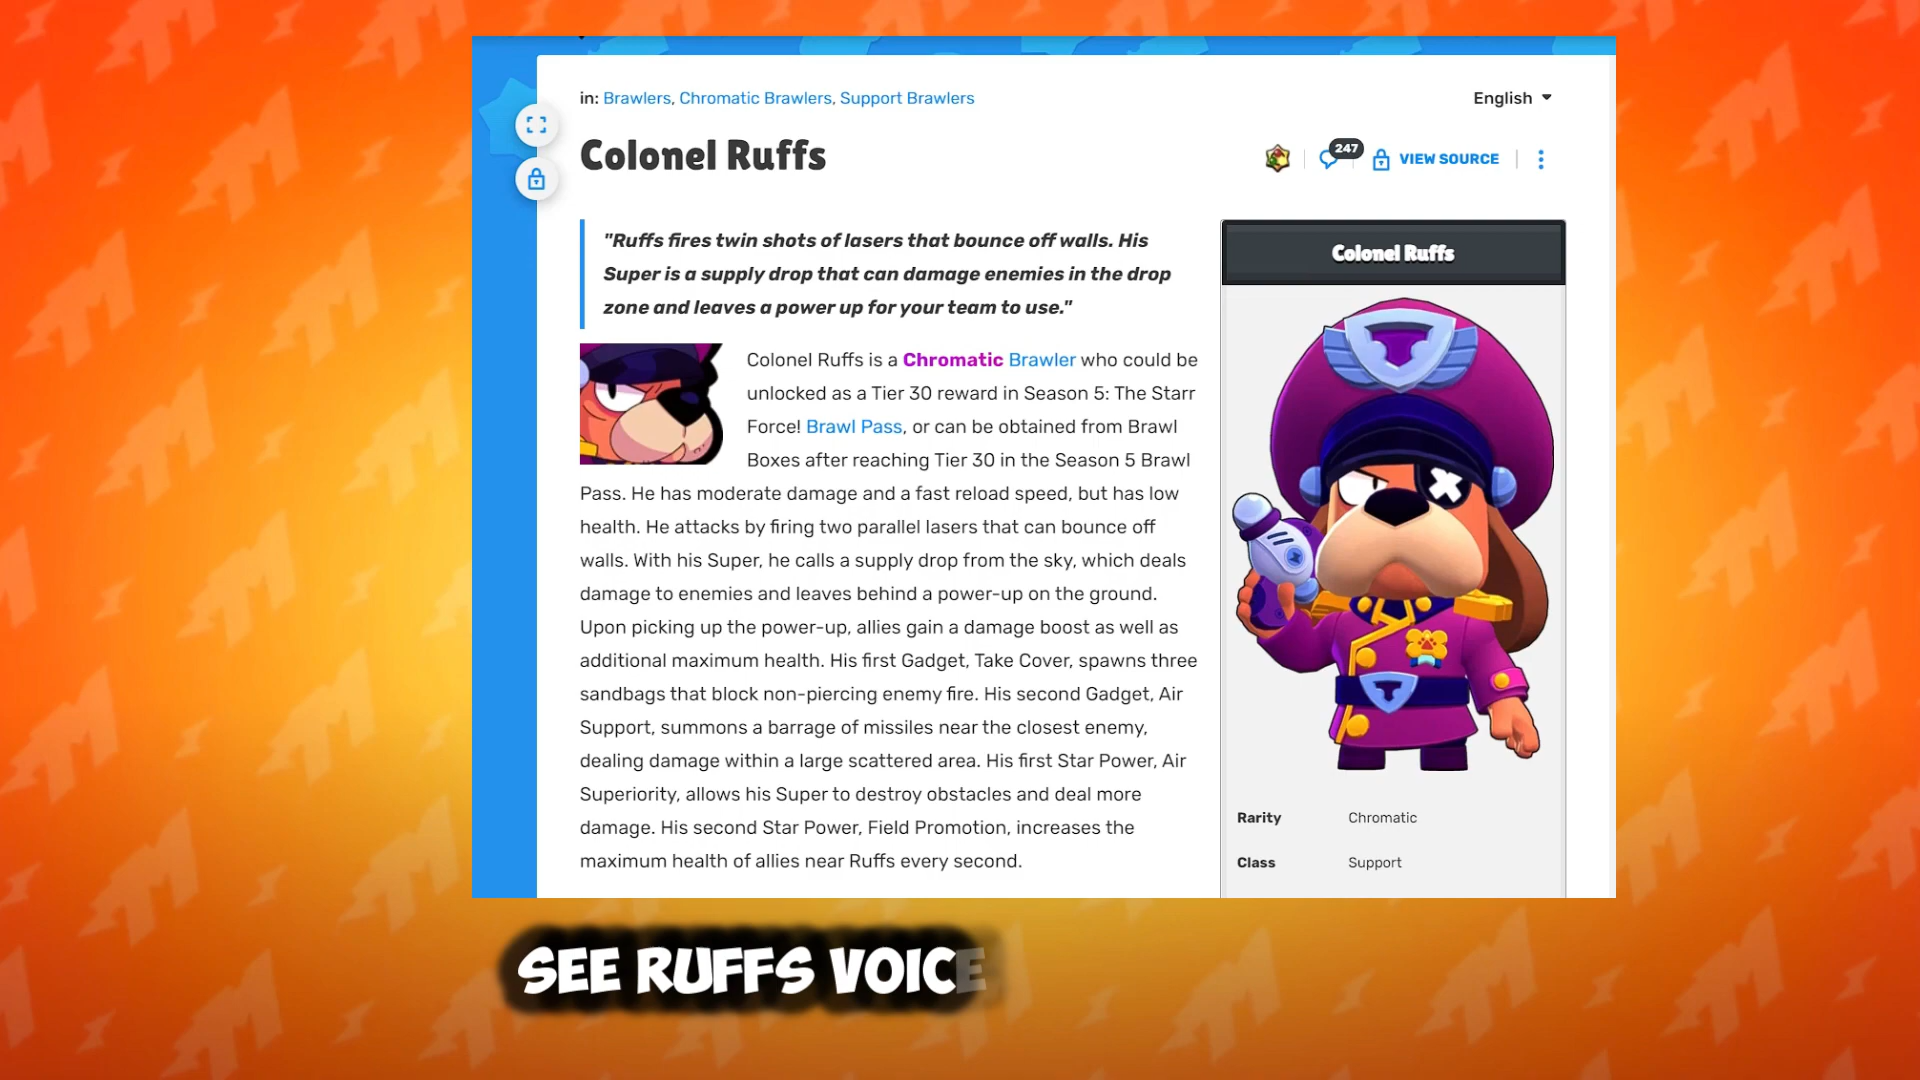 in: Brawlers, Chromatic Brawlers, Support Brawlers
English
Colonel Ruffs
247
VIEW SOURCE
"Ruffs fires twin shots of lasers that bounce off walls. His
Super is a supply drop that can damage enemies in the drop
zone and leaves a power up for your team to use."
Colonel Ruffs is a Chromatic Brawler who could be
unlocked as a Tier 30 reward in Season 5: The Starr
Force! Brawl Pass, or can be obtained from Brawl
Boxes after reaching Tier 30 in the Season 5 Brawl
Pass. He has moderate damage and a fast reload speed, but has low
health. He attacks by firing two parallel lasers that can bounce off
walls. With his Super, he calls a supply drop from the sky, which deals
damage to enemies and leaves behind a power-up on the ground.
Upon picking up the power-up, allies gain a damage boost as well as
additional maximum health. His first Gadget, Take Cover, spawns three
sandbags that block non-piercing enemy fire. His second Gadget, Air
Support, summons a barrage of missiles near the closest enemy,
dealing damage within a large scattered area. His first Star Power, Air
Superiority, allows his Super to destroy obstacles and deal more
damage. His second Star Power, Field Promotion, increases the
maximum health of allies near Ruffs every second.
Colonel Ruffs
Rarity Chromatic
Class Support
SEE RUFFS VOICE